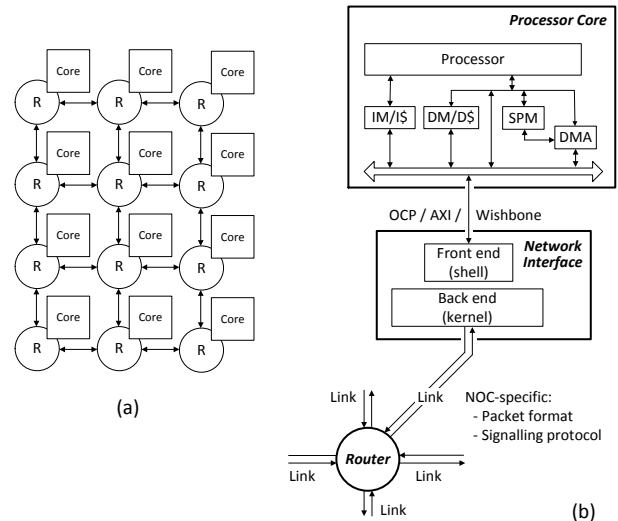 Core Core Core
R R R
Core Core Core
R R R
Core Core Core
R R R
Core Core Core
R R R
(a)
Processor Core
Processor
IM/I$ DM/D$ SPM
DMA
OCP / AXI / Wishbone
Network
Interface
Front end
(shell)
Back end
(kernel)
Link
Link
NOC-specific:
- Packet format
- Signalling protocol
Router
Link
Link
(b)